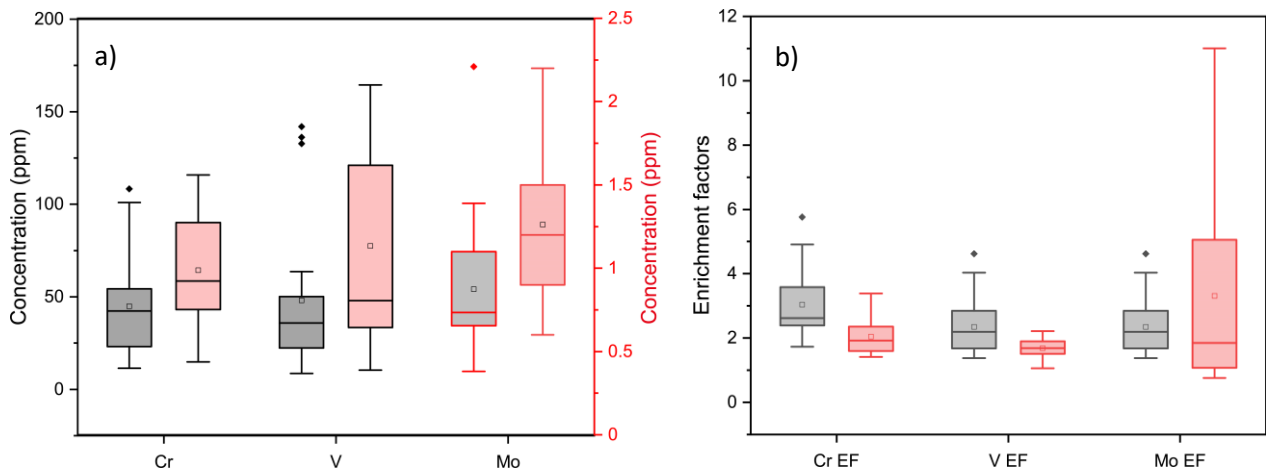 a)
Concentration (ppm)
200
150
100
50
0
Cr
V
Mo
2.5
2
1.5
1
0.5
0
Concentration (ppm)
b)
Enrichment factors
12
10
8
6
4
2
0
Cr EF
V EF
Mo EF